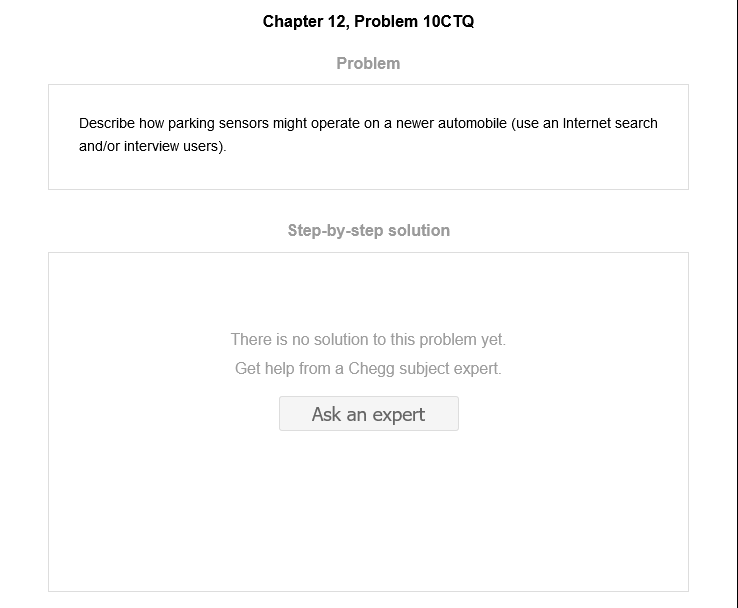 Chapter 12, Problem 10CTQ
Problem
Describe how parking sensors might operate on a newer automobile (use an Internet search
and/or interview users).
Step-by-step solution
There is no solution to this problem yet.
Get help from a Chegg subject expert.
Ask an expert